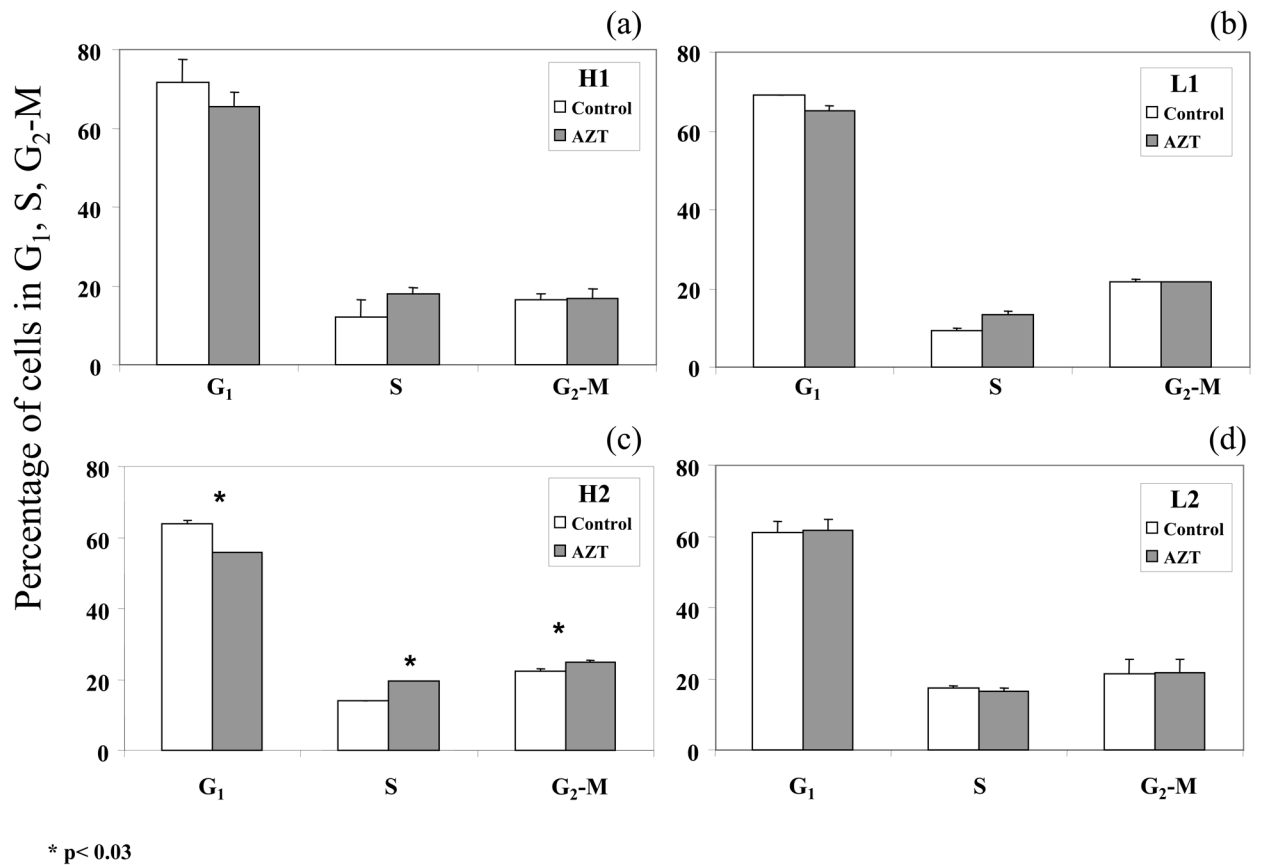 Percentage of cells in G₁, S, G₂-M
(a)
H1
Control
AZT
80
60
40
20
0
G₁ S G₂-M
(b)
L1
Control
AZT
80
60
40
20
0
G₁ S G₂-M
(c)
H2
Control
AZT
80
60
40
20
0
*
*
*
G₁ S G₂-M
(d)
L2
Control
AZT
80
60
40
20
0
G₁ S G₂-M
* p< 0.03